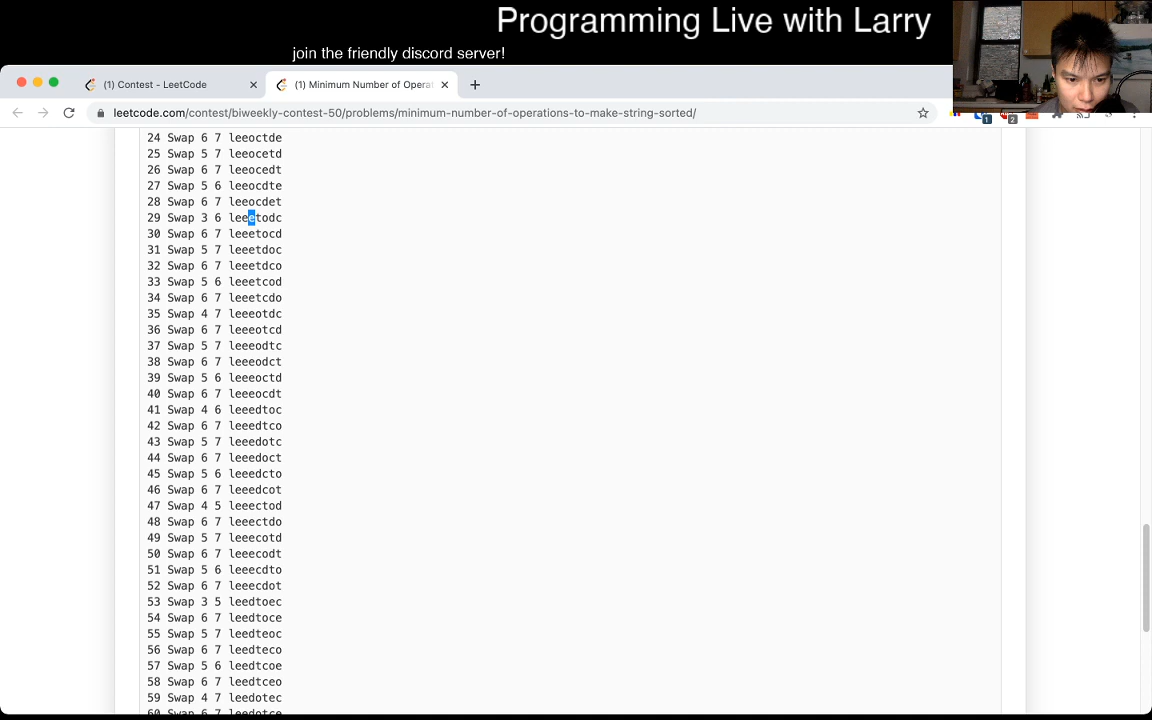 Programming Live with Larry
join the friendly discord server!
(1) Contest - LeetCode
(1) Minimum Number of Opera
leetcode.com/contest/biweekly-contest-50/problems/minimum-number-of-operations-to-make-string-sorted/
1
2
24 Swap 6 7 leeoctde
25 Swap 5 7 leeocetd
26 Swap 6 7 leeocedt
27 Swap 5 6 leeocdte
28 Swap 6 7 leeocdet
29 Swap 3 6 leeetodc
30 Swap 6 7 leeetocd
31 Swap 5 7 leeetdoc
32 Swap 6 7 leeetdco
33 Swap 5 6 leeetcod
34 Swap 6 7 leeetcdo
35 Swap 4 7 leeeotdc
36 Swap 6 7 leeeotcd
37 Swap 5 7 leeeodtc
38 Swap 6 7 leeeodct
39 Swap 5 6 leeeoctd
40 Swap 6 7 leeeocdt
41 Swap 4 6 leeedtoc
42 Swap 6 7 leeedtco
43 Swap 5 7 leeedotc
44 Swap 6 7 leeedoct
45 Swap 5 6 leeedcto
46 Swap 6 7 leeedcot
47 Swap 4 5 leeectod
48 Swap 6 7 leeectdo
49 Swap 5 7 leeecotd
50 Swap 6 7 leeecodt
51 Swap 5 6 leeecdto
52 Swap 6 7 leeecdot
53 Swap 3 5 leedtoec
54 Swap 6 7 leedtoce
55 Swap 5 7 leedteoc
56 Swap 6 7 leedteco
57 Swap 5 6 leedtcoe
58 Swap 6 7 leedtceo
59 Swap 4 7 leedotec
60 Swap 6 7 leedotce